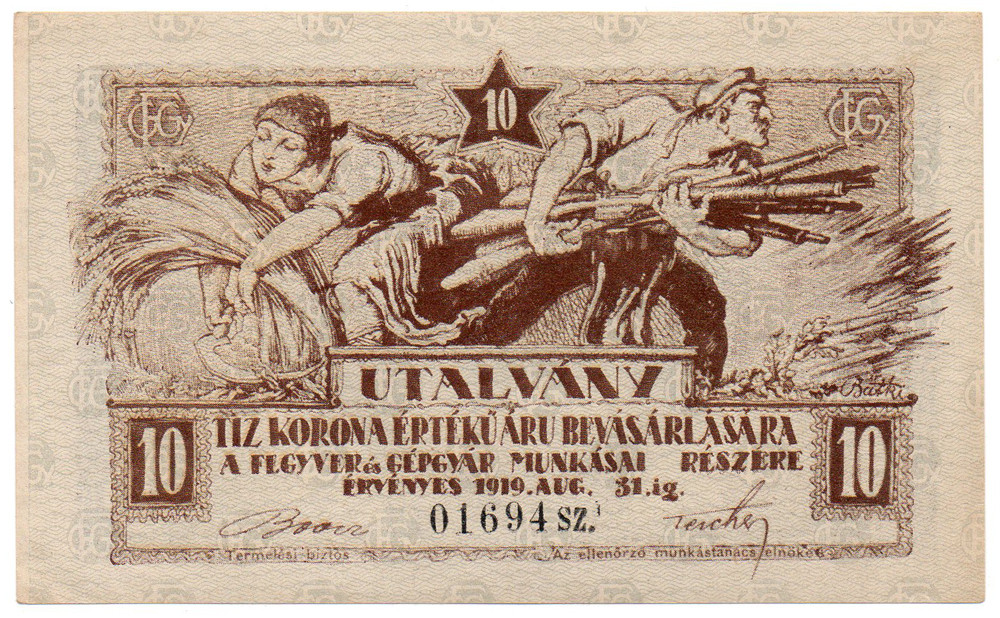 10
FGy FGy
UTALVÁNY
Bátki
10 TIZ KORONA ÉRTÉKŰ ÁRU BEVÁSÁRLÁSÁRA 10
A FEGYVER és GÉPGYÁR MUNKÁSAI RÉSZÉRE
ÉRVÉNYES 1919. AUG. 31.ig.
01694 SZ.
Termelési biztos Az ellenőrző munkástanács elnöke